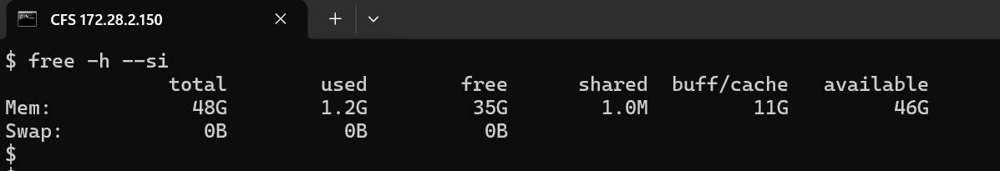 CFS 172.28.2.150
$ free -h --si
total used free shared buff/cache available
Mem: 48G 1.2G 35G 1.0M 11G 46G
Swap: 0B 0B 0B
$